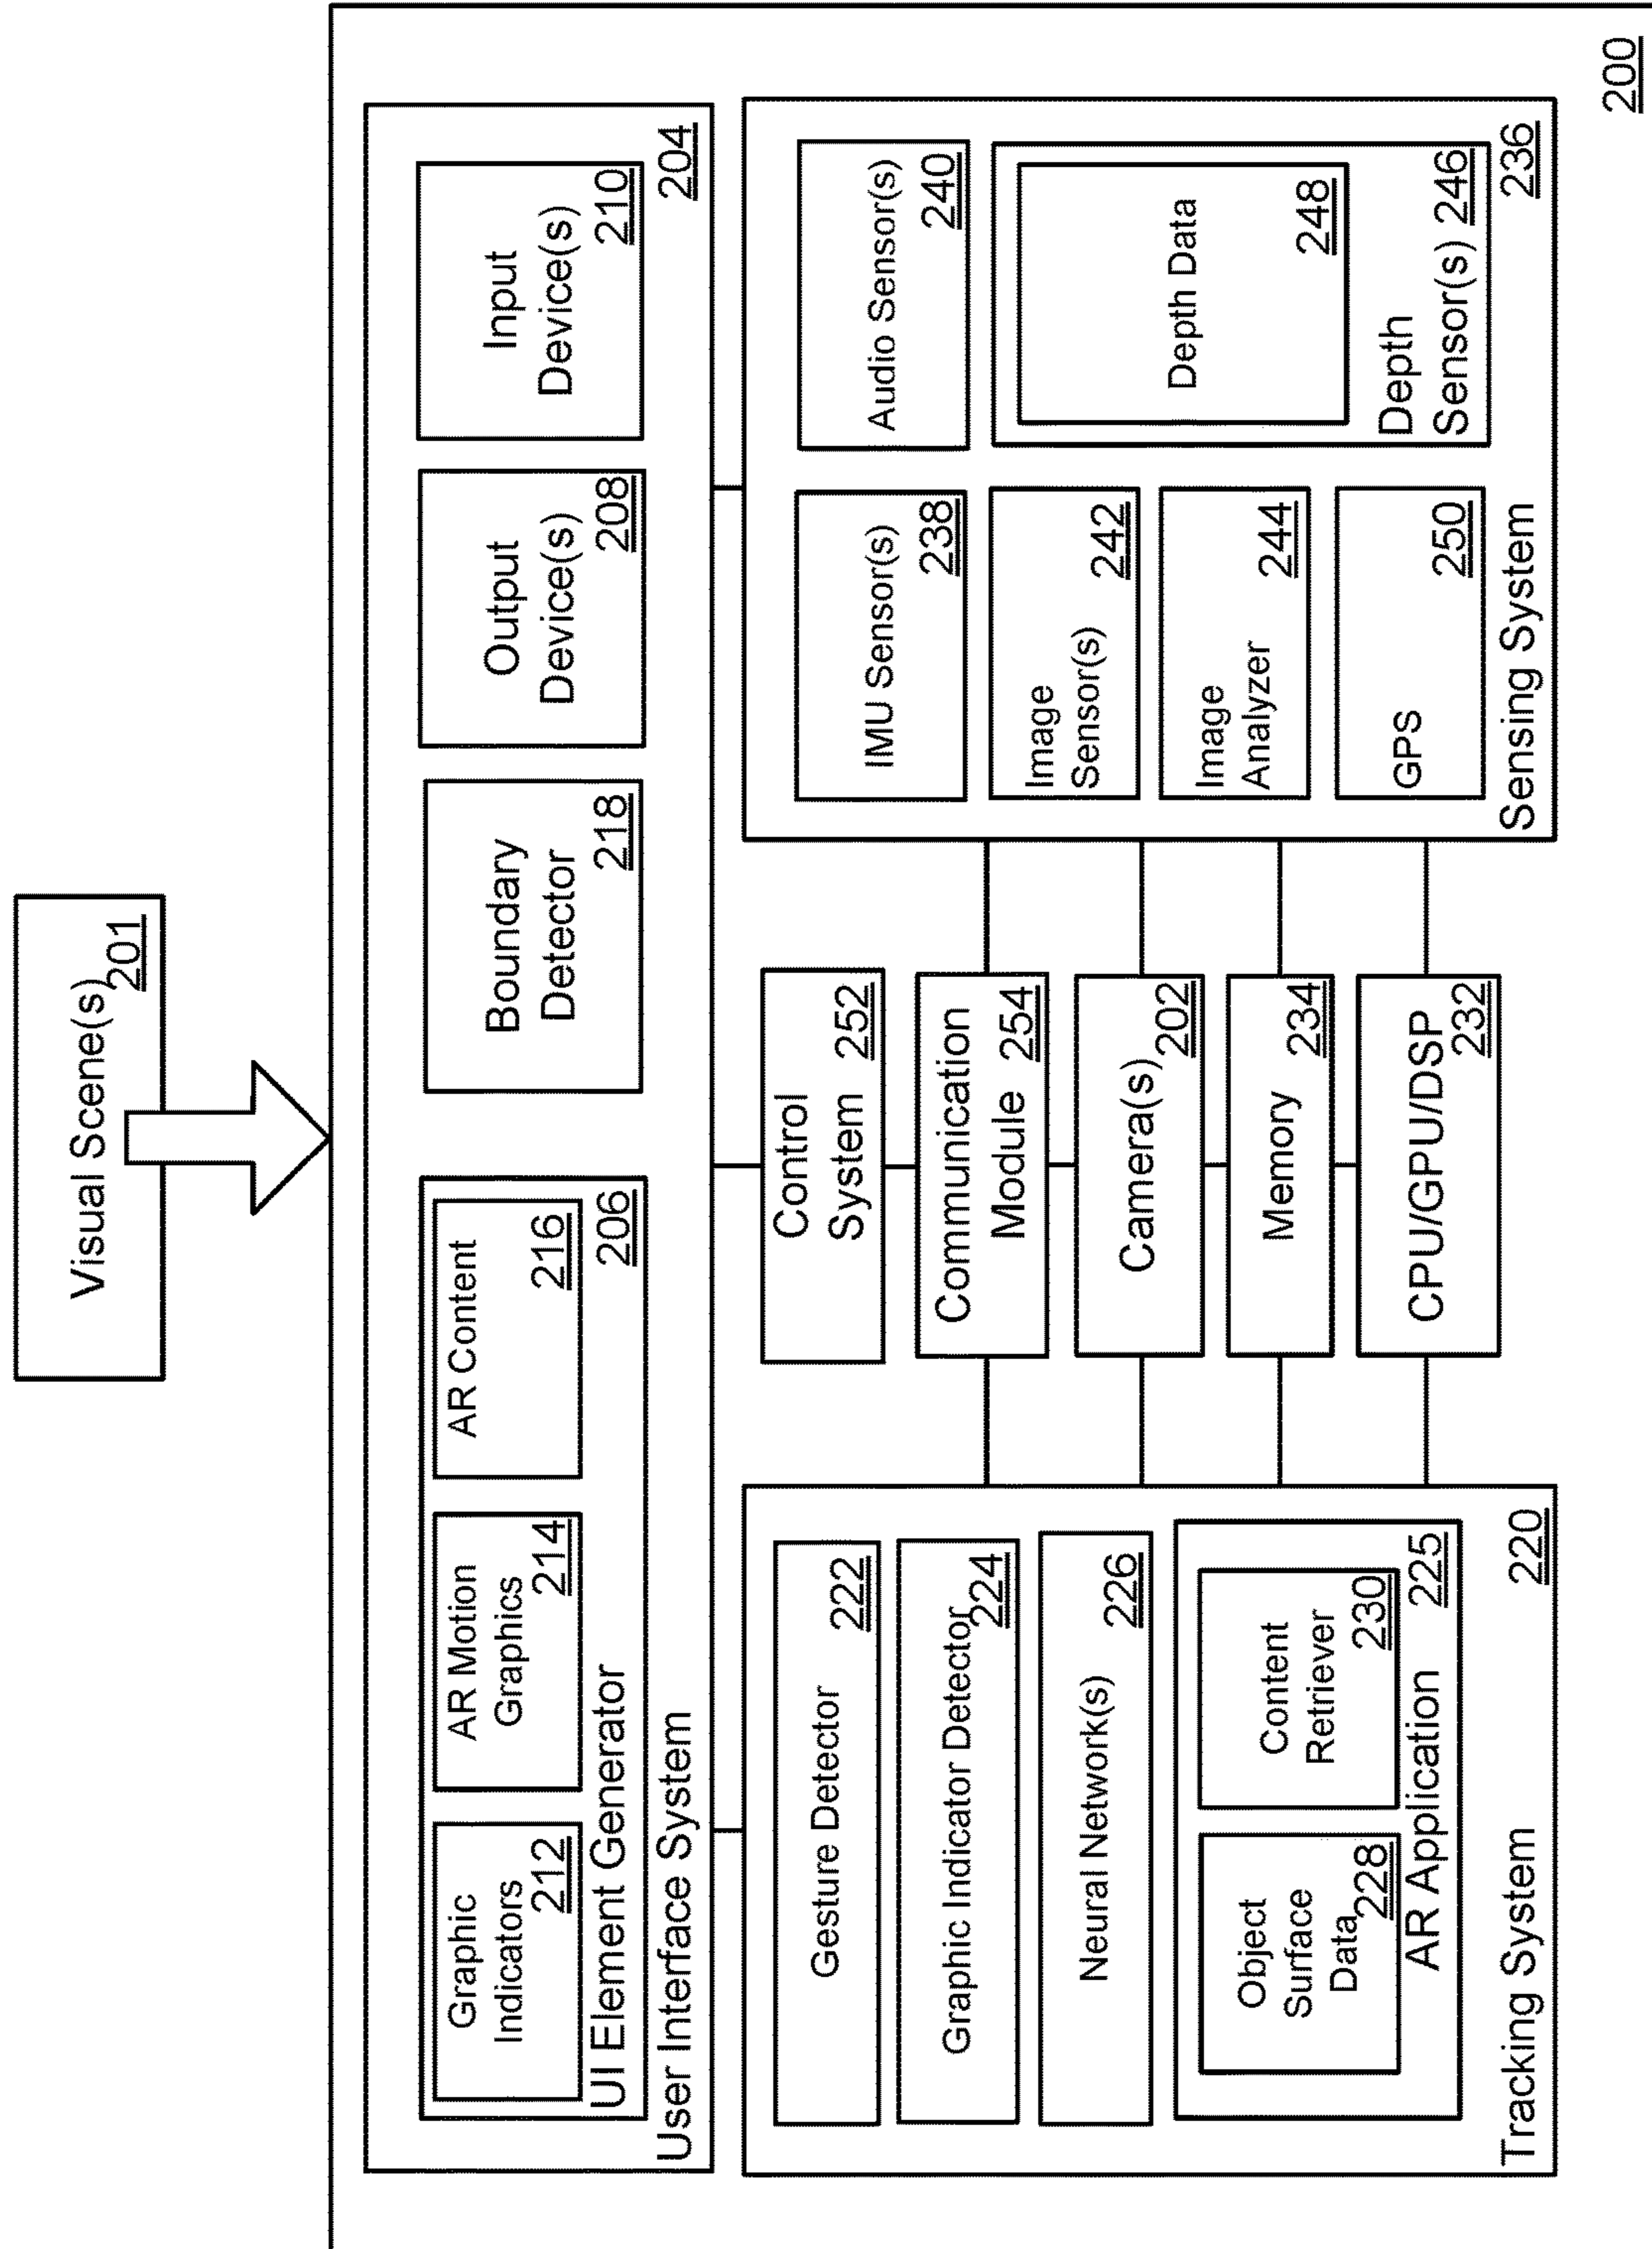 Visual Scene(s)
201
Graphic
Indicators
212
AR Motion
Graphics
214
AR Content
216
UI Element Generator
206
Boundary
Detector
218
Output
Device(s)
208
Input
Device(s)
210
User Interface System
204
Gesture Detector
222
Graphic Indicator Detector
224
Neural Network(s)
226
Object
Surface
Data
228
Content
Retriever
230
AR Application
225
Tracking System
220
Control
System 252
Communication
Module 254
Camera(s)
202
Memory
234
CPU/GPU/DSP
232
IMU Sensor(s)
238
Audio Sensor(s)
240
Image
Sensor(s)
242
Image
Analyzer
244
GPS
250
Depth Data
248
Depth
Sensor(s) 246
Sensing System
236
200